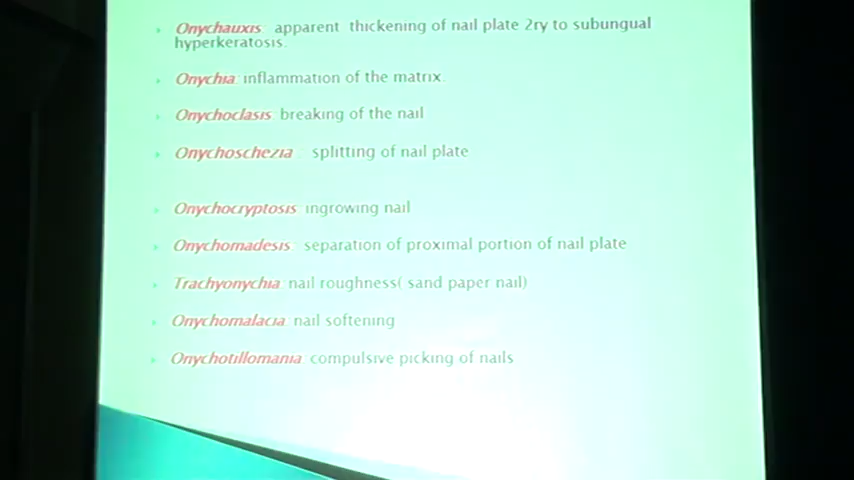 Onychauxis: apparent thickening of nail plate 2ry to subungual
hyperkeratosis.
Onychia: inflammation of the matrix.
Onychoclasis: breaking of the nail
Onychoschezia : splitting of nail plate
Onychocryptosis: ingrowing nail
Onychomadesis: separation of proximal portion of nail plate
Trachyonychia: nail roughness( sand paper nail)
Onychomalacia: nail softening
Onychotillomania: compulsive picking of nails